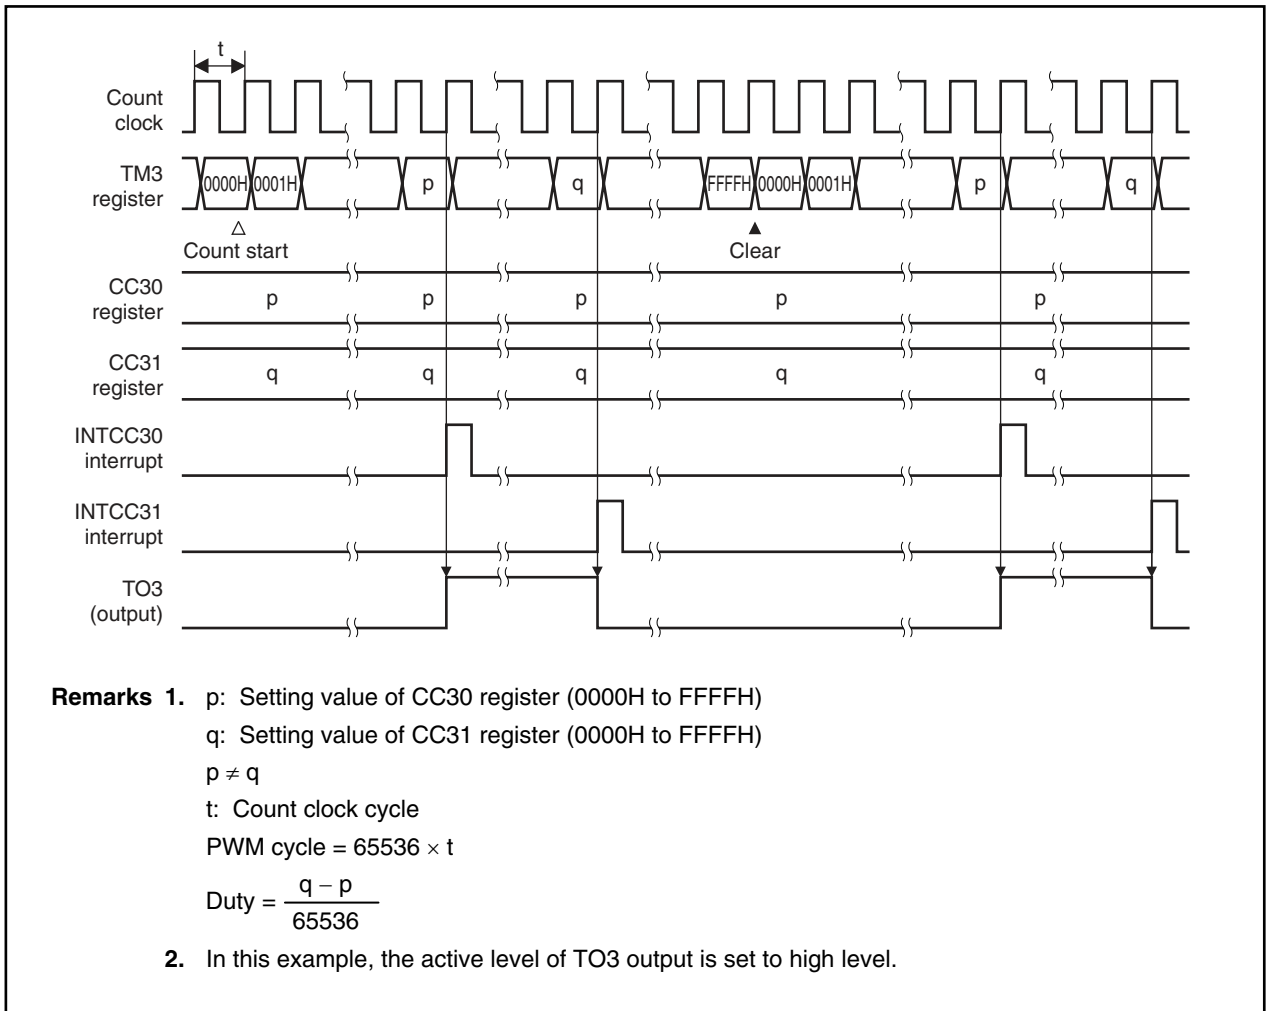 t
Count
clock
TM3
register
0000H 0001H p q FFFFH 0000H 0001H p q
Count start Clear
CC30
register
p p p p p
CC31
register
q q q q q
INTCC30
interrupt
INTCC31
interrupt
TO3
(output)
Remarks 1. p: Setting value of CC30 register (0000H to FFFFH)
q: Setting value of CC31 register (0000H to FFFFH)
p ≠ q
t: Count clock cycle
PWM cycle = 65536 × t
Duty = q − p
65536
2. In this example, the active level of TO3 output is set to high level.